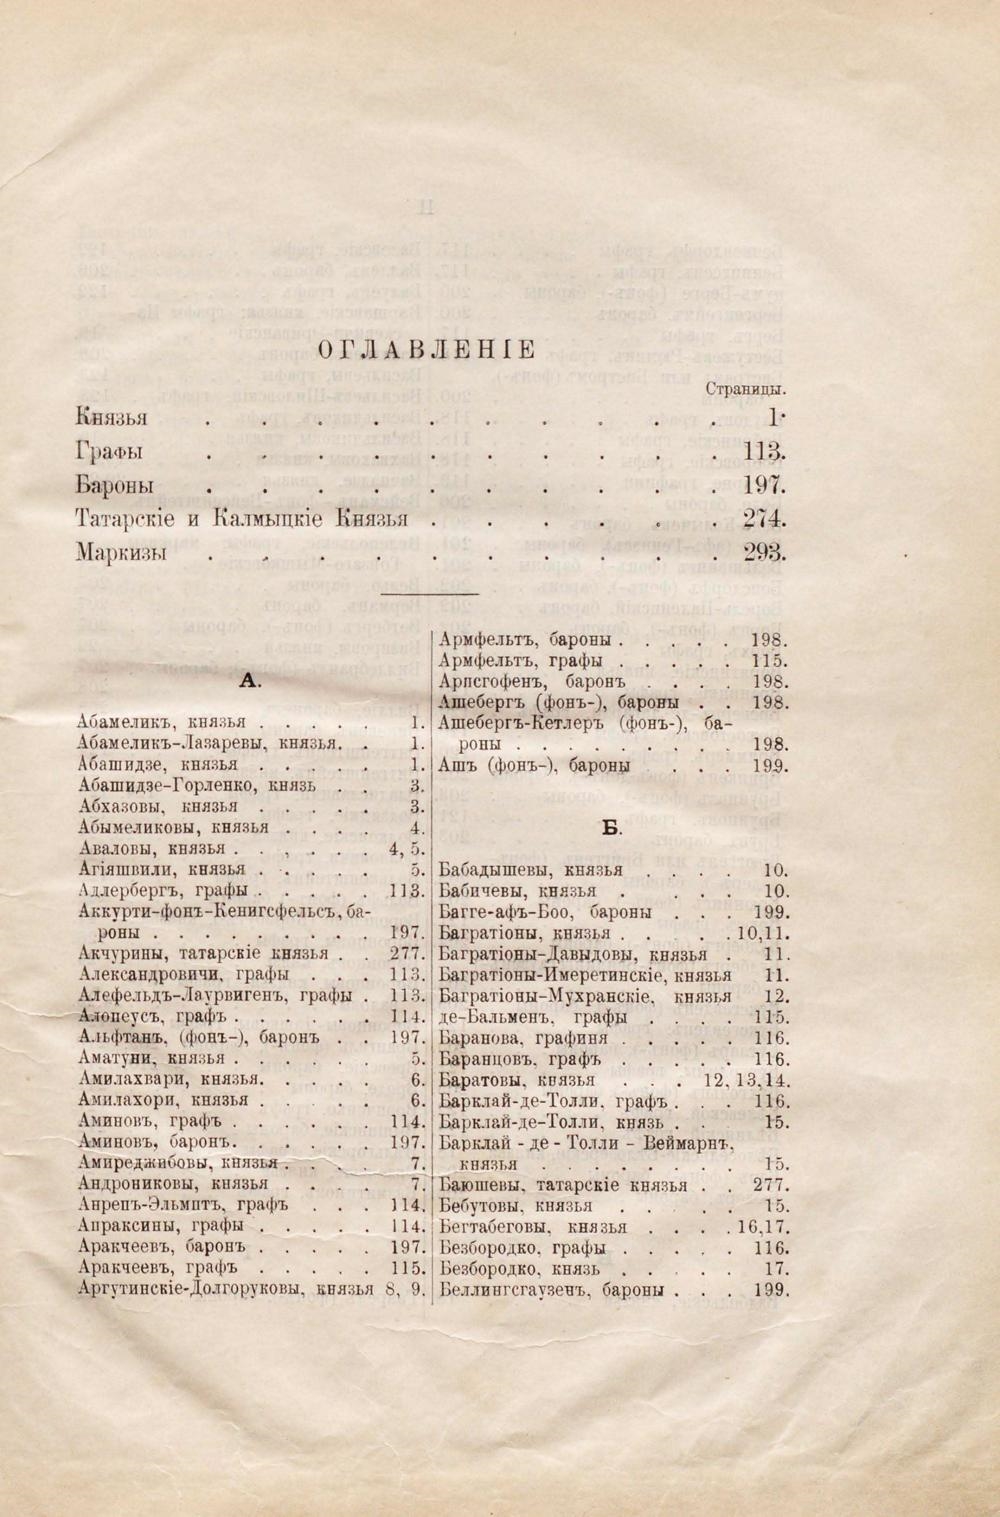 ОГЛАВЛЕНІЕ
Страницы.
Князья . . . . . . . . . . 1.
Графы . . . . . . . . . . 113.
Бароны . . . . . . . . . . 197.
Татарскіе и Калмыцкіе Князья . . . . . . 274.
Маркизы . . . . . . . . . . 293.
А.
Абамеликъ, князья . . . . . 1.
Абамеликъ-Лазаревы, князья. . 1.
Абашидзе, князья . . . . . 1.
Абашидзе-Горленко, князь . . 3.
Абхазовы, князья . . . . . 3.
Абымеликовы, князья . . . . 4.
Аваловы, князья . . . . . . 4, 5.
Агіяшвили, князья . . . . . 5.
Адлербергъ, графы . . . . . 113.
Аккурти-фонъ-Кенигсфельсъ, ба-
роны . . . . . . . . . 197.
Акчурины, татарскіе князья . . 277.
Александровичи, графы . . . 113.
Алефельдъ-Лаурвигенъ, графы . 113.
Алопеусъ, графъ . . . . . . 114.
Альфтанъ, (фонъ-), баронъ . . 197.
Аматуни, князья . . . . . . 5.
Амилахвари, князья. . . . . 6.
Амилахори, князья . . . . . 6.
Аминовъ, графъ . . . . . . 114.
Аминовъ, баронъ. . . . . . 197.
Амиреджибовы, князья . . . . 7.
Андрониковы, князья . . . . 7.
Анрепъ-Эльмптъ, графъ . . . 114.
Апраксины, графы . . . . . 114.
Аракчеевъ, баронъ . . . . . 197.
Аракчеевъ, графъ . . . . . 115.
Аргутинскіе-Долгоруковы, князья 8, 9.
Армфельтъ, бароны . . . . . 198.
Армфельтъ, графы . . . . . 115.
Арпсгофенъ, баронъ . . . . 198.
Ашебергъ (фонъ-), бароны . . 198.
Ашебергъ-Кетлеръ (фонъ-), ба-
роны . . . . . . . . . 198.
Ашъ (фонъ-), бароны . . . . 199.
Б.
Бабадышевы, князья . . . . 10.
Бабичевы, князья . . . . 10.
Багге-афъ-Боо, бароны . . . 199.
Багратіоны, князья . . . . . 10,11.
Багратіоны-Давыдовы, князья . 11.
Багратіоны-Имеретинскіе, князья 11.
Багратіоны-Мухранскіе, князья 12.
де-Бальменъ, графы . . . . 115.
Баранова, графиня . . . . . 116.
Баранцовъ, графъ . . . . . 116.
Баратовы, князья . . . 12, 13,14.
Барклай-де-Толли, графъ . . . 116.
Барклай-де-Толли, князь . . . 15.
Барклай - де - Толли - Веймарнъ,
князья . . . . . . . . 15.
Баюшевы, татарскіе князья . . 277.
Бебутовы, князья . . . . 15.
Бегтабеговы, князья . . . . 16,17.
Безбородко, графы . . . . . 116.
Безбородко, князь . . . . . 17.
Беллингсгаузенъ, бароны . . . 199.